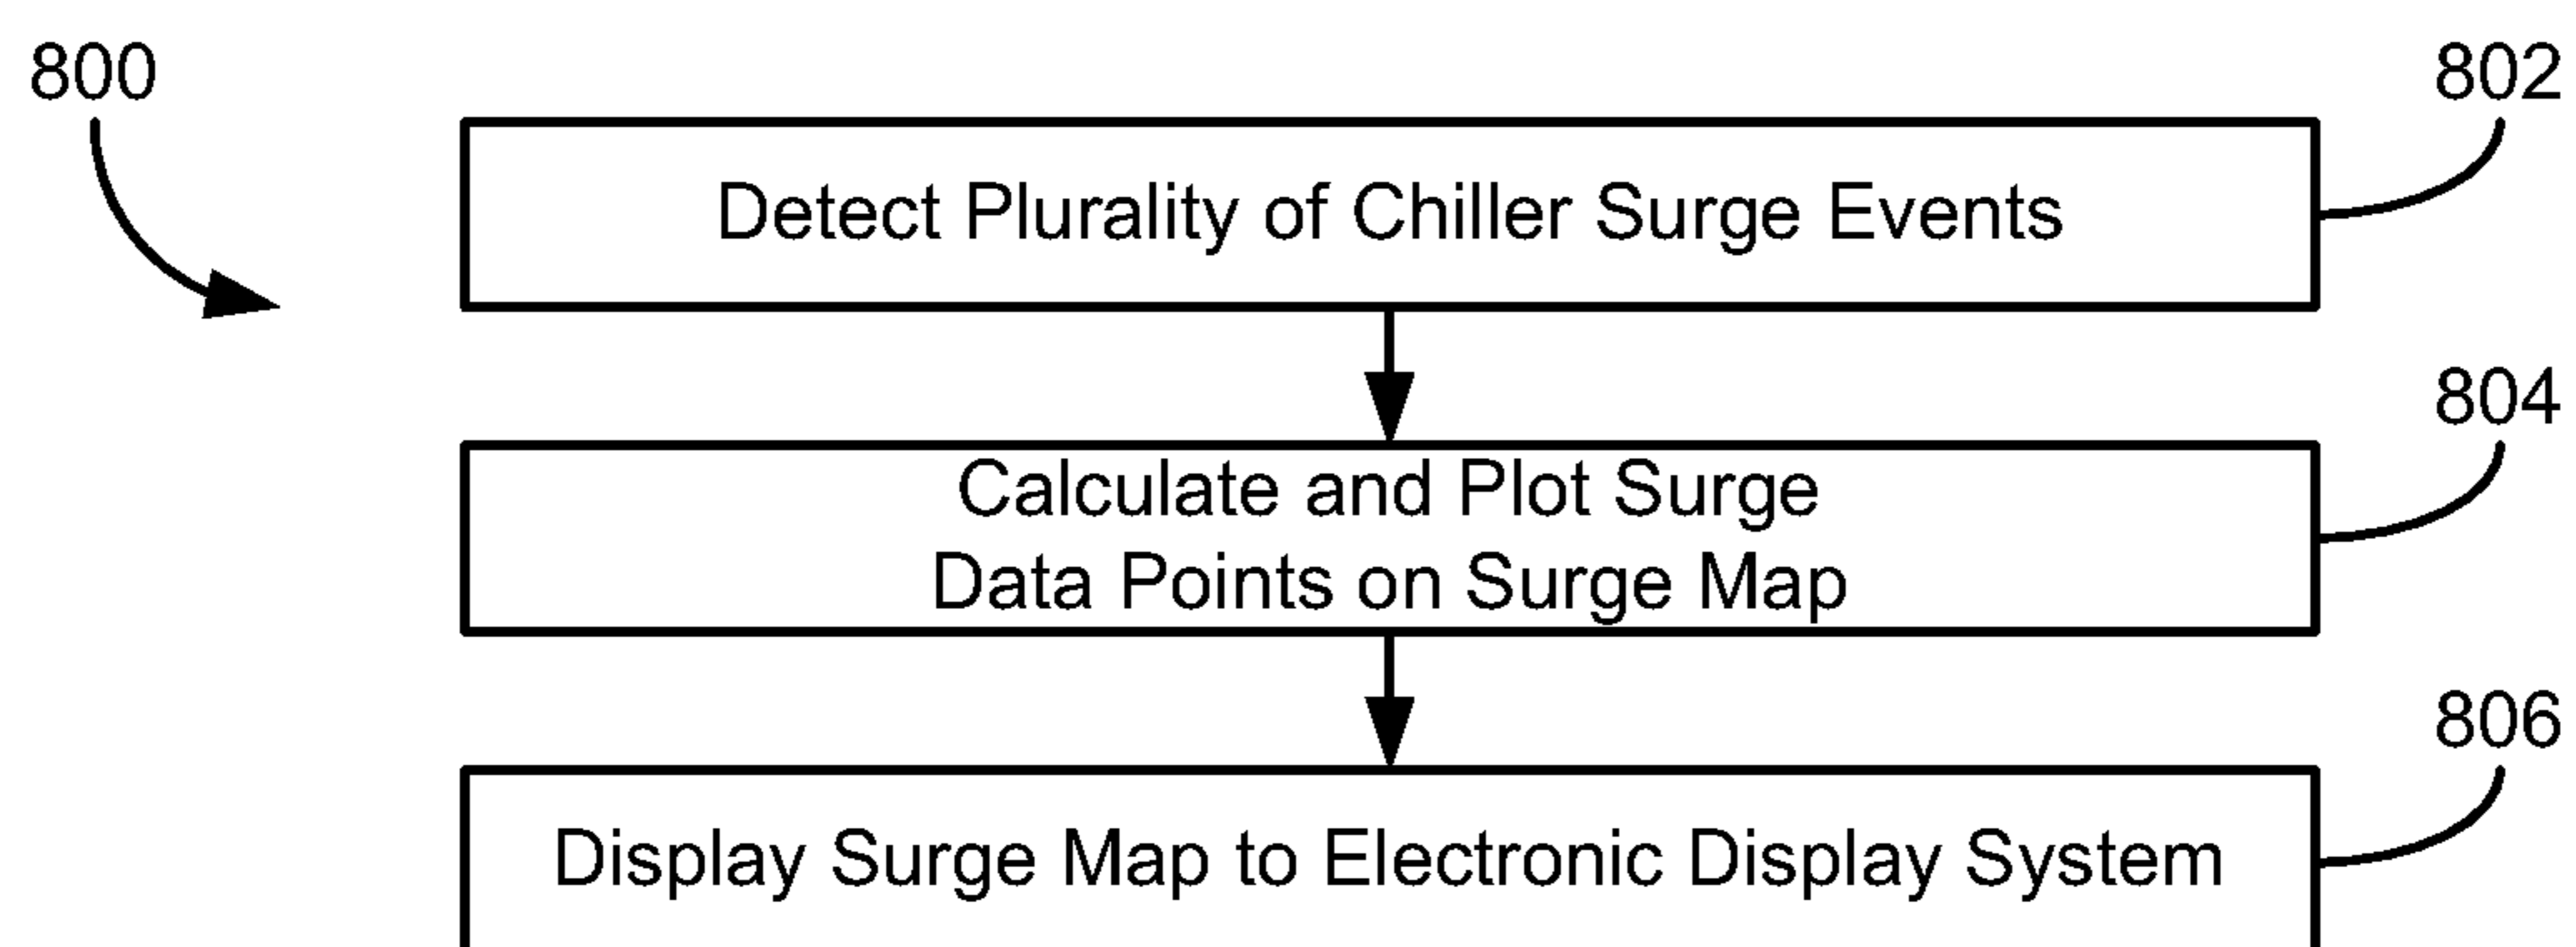 800
802
Detect Plurality of Chiller Surge Events
804
Calculate and Plot Surge
Data Points on Surge Map
806
Display Surge Map to Electronic Display System